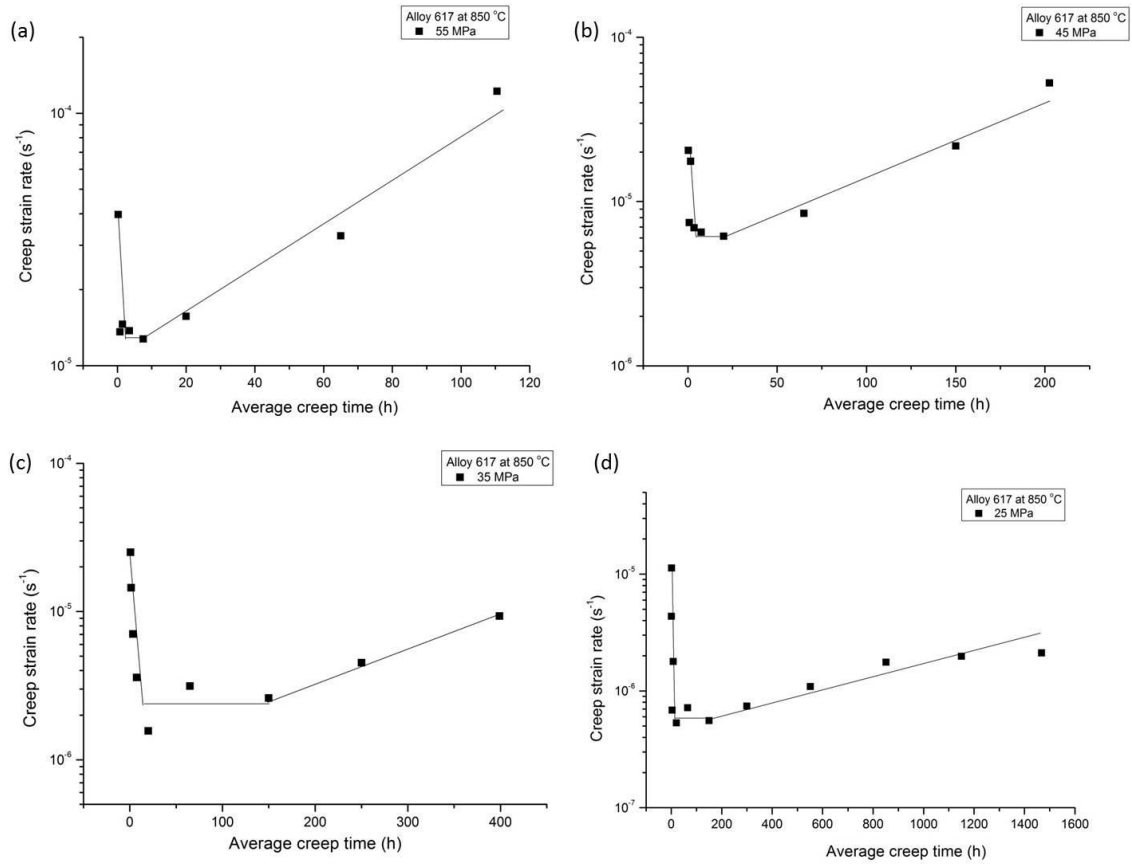 (a)
Alloy 617 at 850 °C
55 MPa
10⁻⁴
10⁻⁵
Creep strain rate (s⁻¹)
0 20 40 60 80 100 120
Average creep time (h)
(b)
Alloy 617 at 850 °C
45 MPa
10⁻⁴
10⁻⁵
10⁻⁶
Creep strain rate (s⁻¹)
0 50 100 150 200
Average creep time (h)
(c)
Alloy 617 at 850 °C
35 MPa
10⁻⁴
10⁻⁵
10⁻⁶
Creep strain rate (s⁻¹)
0 100 200 300 400
Average creep time (h)
(d)
Alloy 617 at 850 °C
25 MPa
10⁻⁵
10⁻⁶
10⁻⁷
Creep strain rate (s⁻¹)
0 200 400 600 800 1000 1200 1400 1600
Average creep time (h)